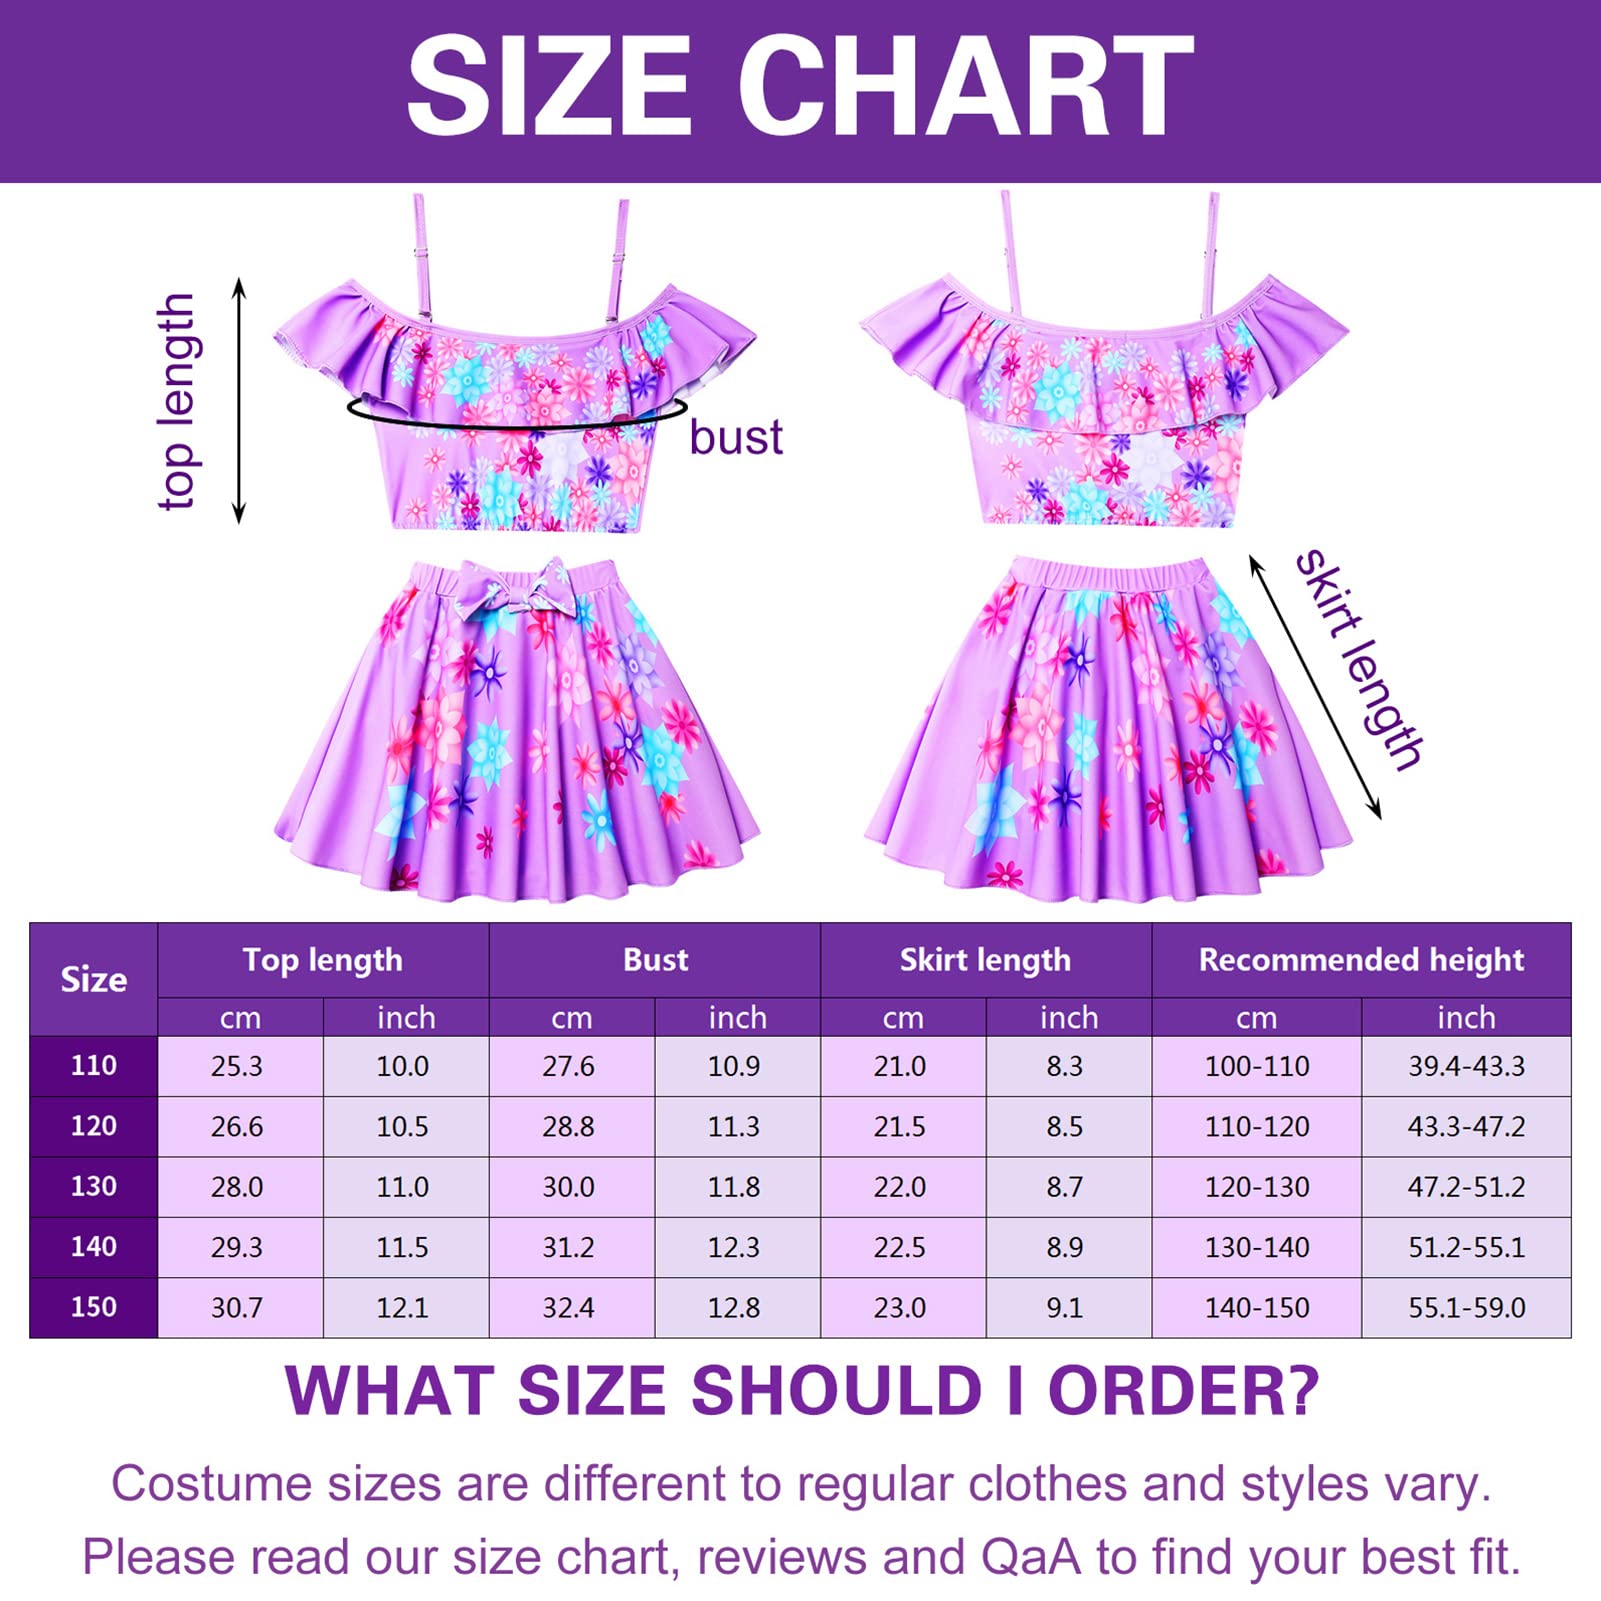 SIZE CHART
top length
bust
skirt length
Size Top length Bust Skirt length Recommended height
cm inch cm inch cm inch cm inch
110 25.3 10.0 27.6 10.9 21.0 8.3 100-110 39.4-43.3
120 26.6 10.5 28.8 11.3 21.5 8.5 110-120 43.3-47.2
130 28.0 11.0 30.0 11.8 22.0 8.7 120-130 47.2-51.2
140 29.3 11.5 31.2 12.3 22.5 8.9 130-140 51.2-55.1
150 30.7 12.1 32.4 12.8 23.0 9.1 140-150 55.1-59.0
WHAT SIZE SHOULD I ORDER?
Costume sizes are different to regular clothes and styles vary.
Please read our size chart, reviews and QaA to find your best fit.